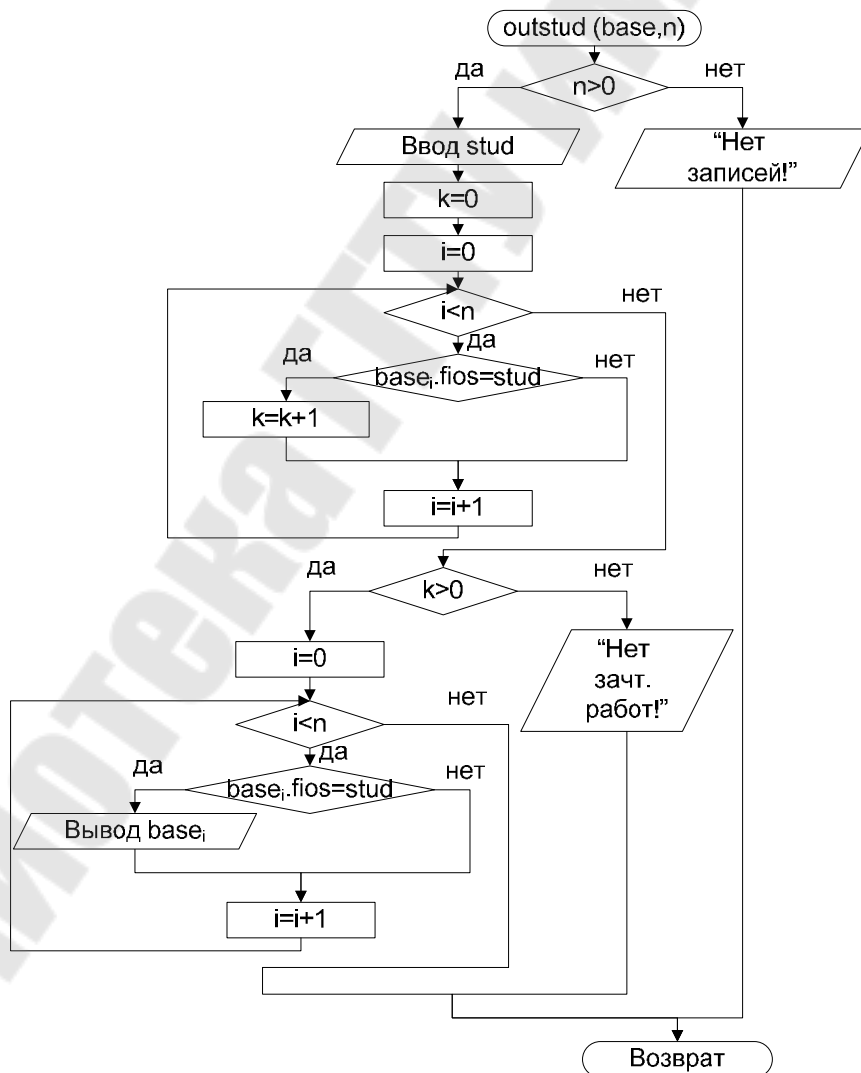 outstud (base,n)
да
нет
n>0
Ввод stud
“Нет
записей!”
k=0
i=0
нет
i<n
да
да
нет
baseᵢ.fios=stud
k=k+1
i=i+1
да
нет
k>0
i=0
“Нет
зачт.
работ!”
нет
i<n
да
да
нет
baseᵢ.fios=stud
Вывод baseᵢ
i=i+1
Возврат